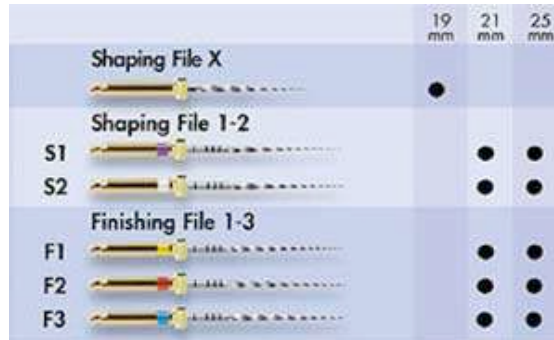 19 mm 21 mm 25 mm
Shaping File X
Shaping File 1-2
S1
S2
Finishing File 1-3
F1
F2
F3